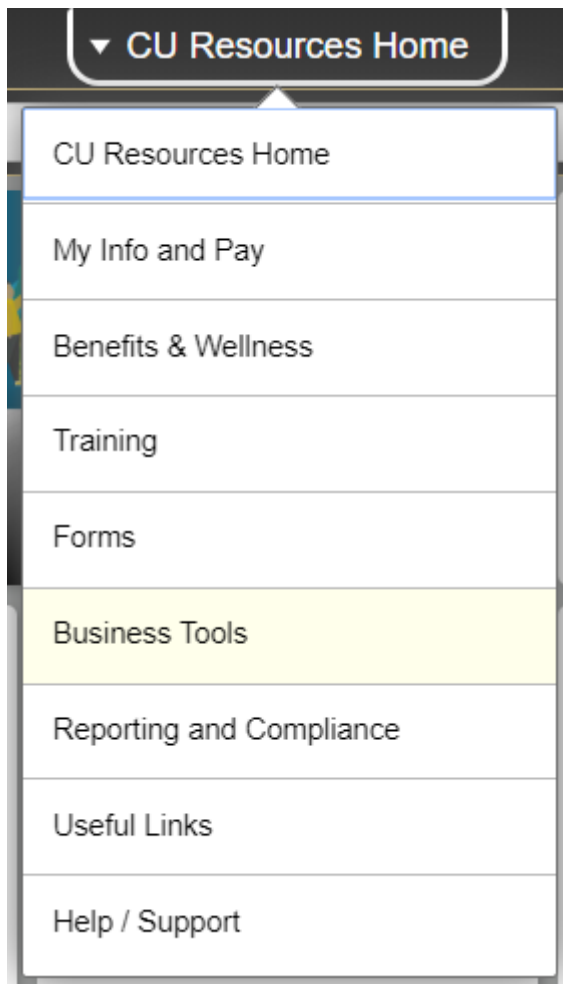 CU Resources Home
CU Resources Home
My Info and Pay
Benefits & Wellness
Training
Forms
Business Tools
Reporting and Compliance
Useful Links
Help / Support